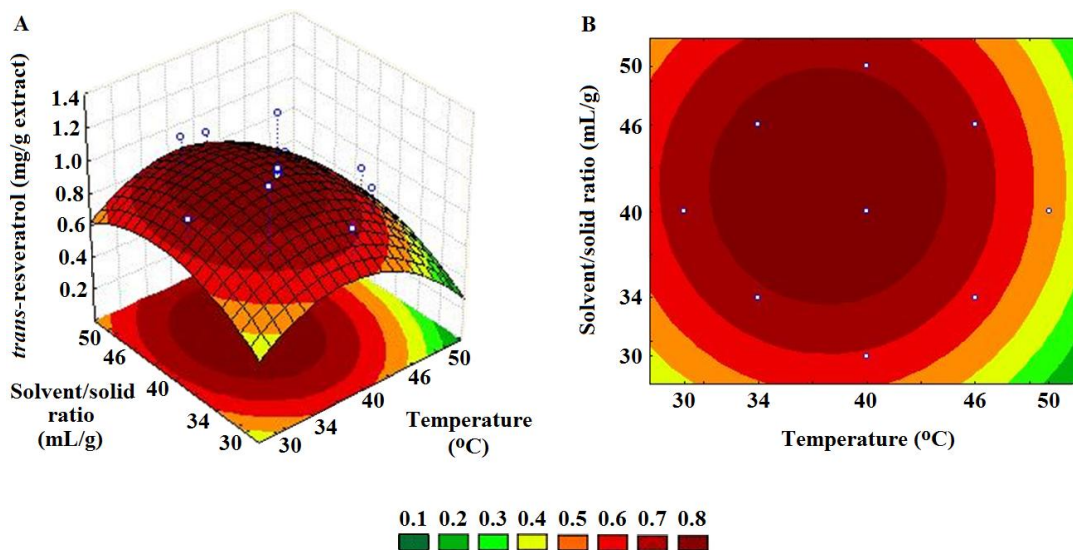 A
trans-resveratrol (mg/g extract)
1.4
1.2
1.0
0.8
0.6
0.4
0.2
50
46
40
34
30
Solvent/solid
ratio
(mL/g)
30
34
40
46
50
Temperature
(ºC)
B
Solvent/solid ratio (mL/g)
50
46
40
34
30
30 34 40 46 50
Temperature (ºC)
0.1 0.2 0.3 0.4 0.5 0.6 0.7 0.8